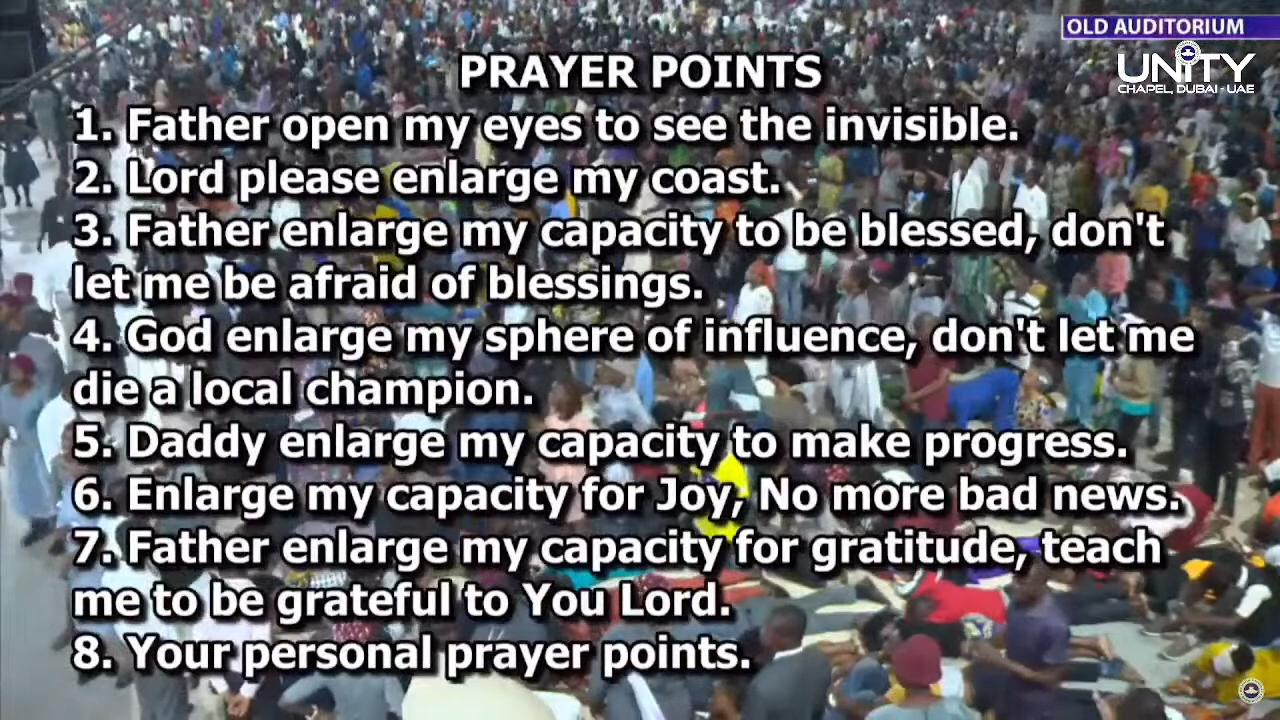 OLD AUDITORIUM
UNITY
CHAPEL, DUBAI - UAE
PRAYER POINTS
1. Father open my eyes to see the invisible.
2. Lord please enlarge my coast.
3. Father enlarge my capacity to be blessed, don't
let me be afraid of blessings.
4. God enlarge my sphere of influence, don't let me
die a local champion.
5. Daddy enlarge my capacity to make progress.
6. Enlarge my capacity for Joy, No more bad news.
7. Father enlarge my capacity for gratitude, teach
me to be grateful to You Lord.
8. Your personal prayer points.